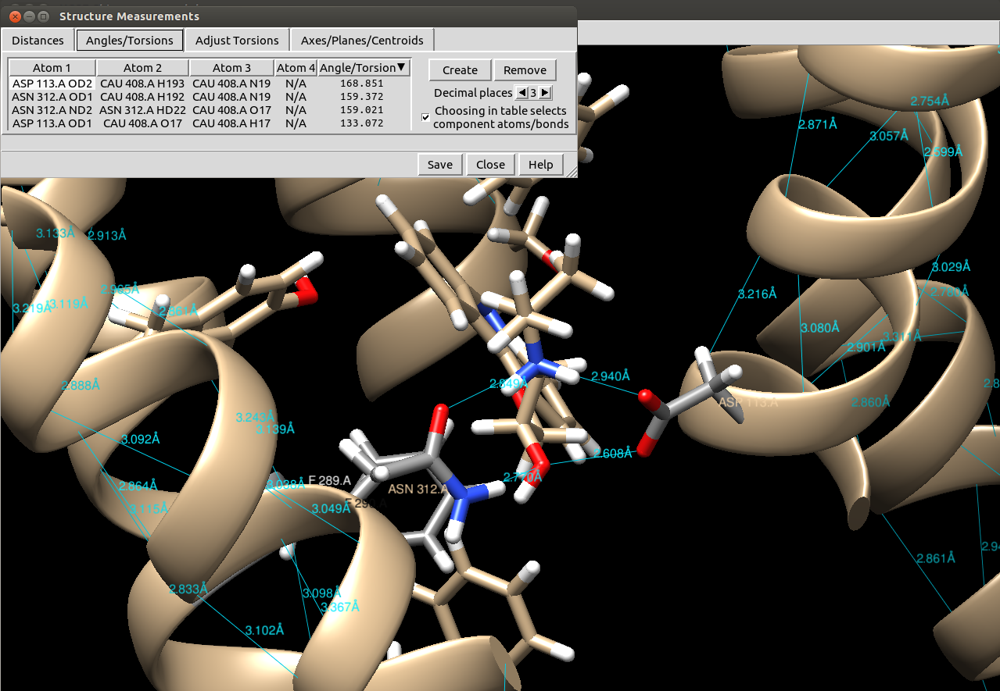 Structure Measurements
Distances Angles/Torsions Adjust Torsions Axes/Planes/Centroids
Atom 1 Atom 2 Atom 3 Atom 4 Angle/Torsion▼
ASP 113.A OD2 CAU 408.A H193 CAU 408.A N19 N/A 168.851
ASN 312.A OD1 CAU 408.A H192 CAU 408.A N19 N/A 159.372
ASN 312.A ND2 ASN 312.A HD22 CAU 408.A O17 N/A 159.021
ASP 113.A OD1 CAU 408.A O17 CAU 408.A H17 N/A 133.072
Create Remove
Decimal places 3
Choosing in table selects
component atoms/bonds
Save Close Help
2.754Å
2.871Å
3.057Å
2.599Å
3.133Å
2.913Å
3.029Å
2.965Å
2.783Å
3.216Å
3.219Å
3.119Å
2.861Å
3.080Å
3.311Å
2.901Å
2.940Å
2.849Å
2.888Å
2.8
ASP 113.A
2.860Å
3.243Å
3.139Å
3.092Å
2.608Å
2.770Å
2.864Å
3.038Å
F 289.A
ASN 312.A
3.115Å
3.049Å
F 29
2.94
2.861Å
2.833Å
3.098Å
3.367Å
3.102Å